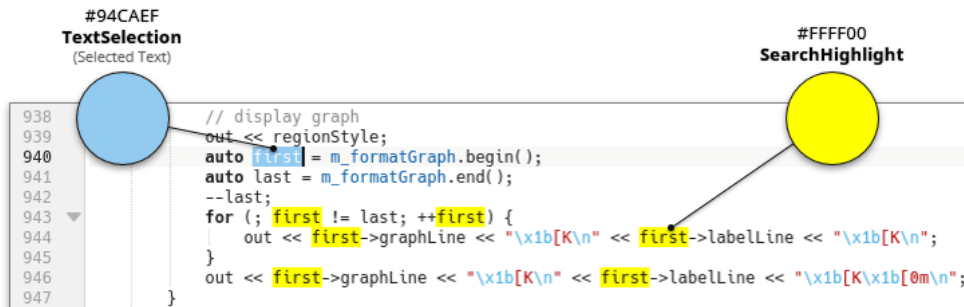 #94CAEF
TextSelection
(Selected Text)
#FFFF00
SearchHighlight
938 // display graph
939 out << regionStyle;
940 auto first = m_formatGraph.begin();
941 auto last = m_formatGraph.end();
942 --last;
943 for (; first != last; ++first) {
944 out << first->graphLine << "\x1b[K\n" << first->labelLine << "\x1b[K\n";
945 }
946 out << first->graphLine << "\x1b[K\n" << first->labelLine << "\x1b[K\x1b[0m\n";
947 }